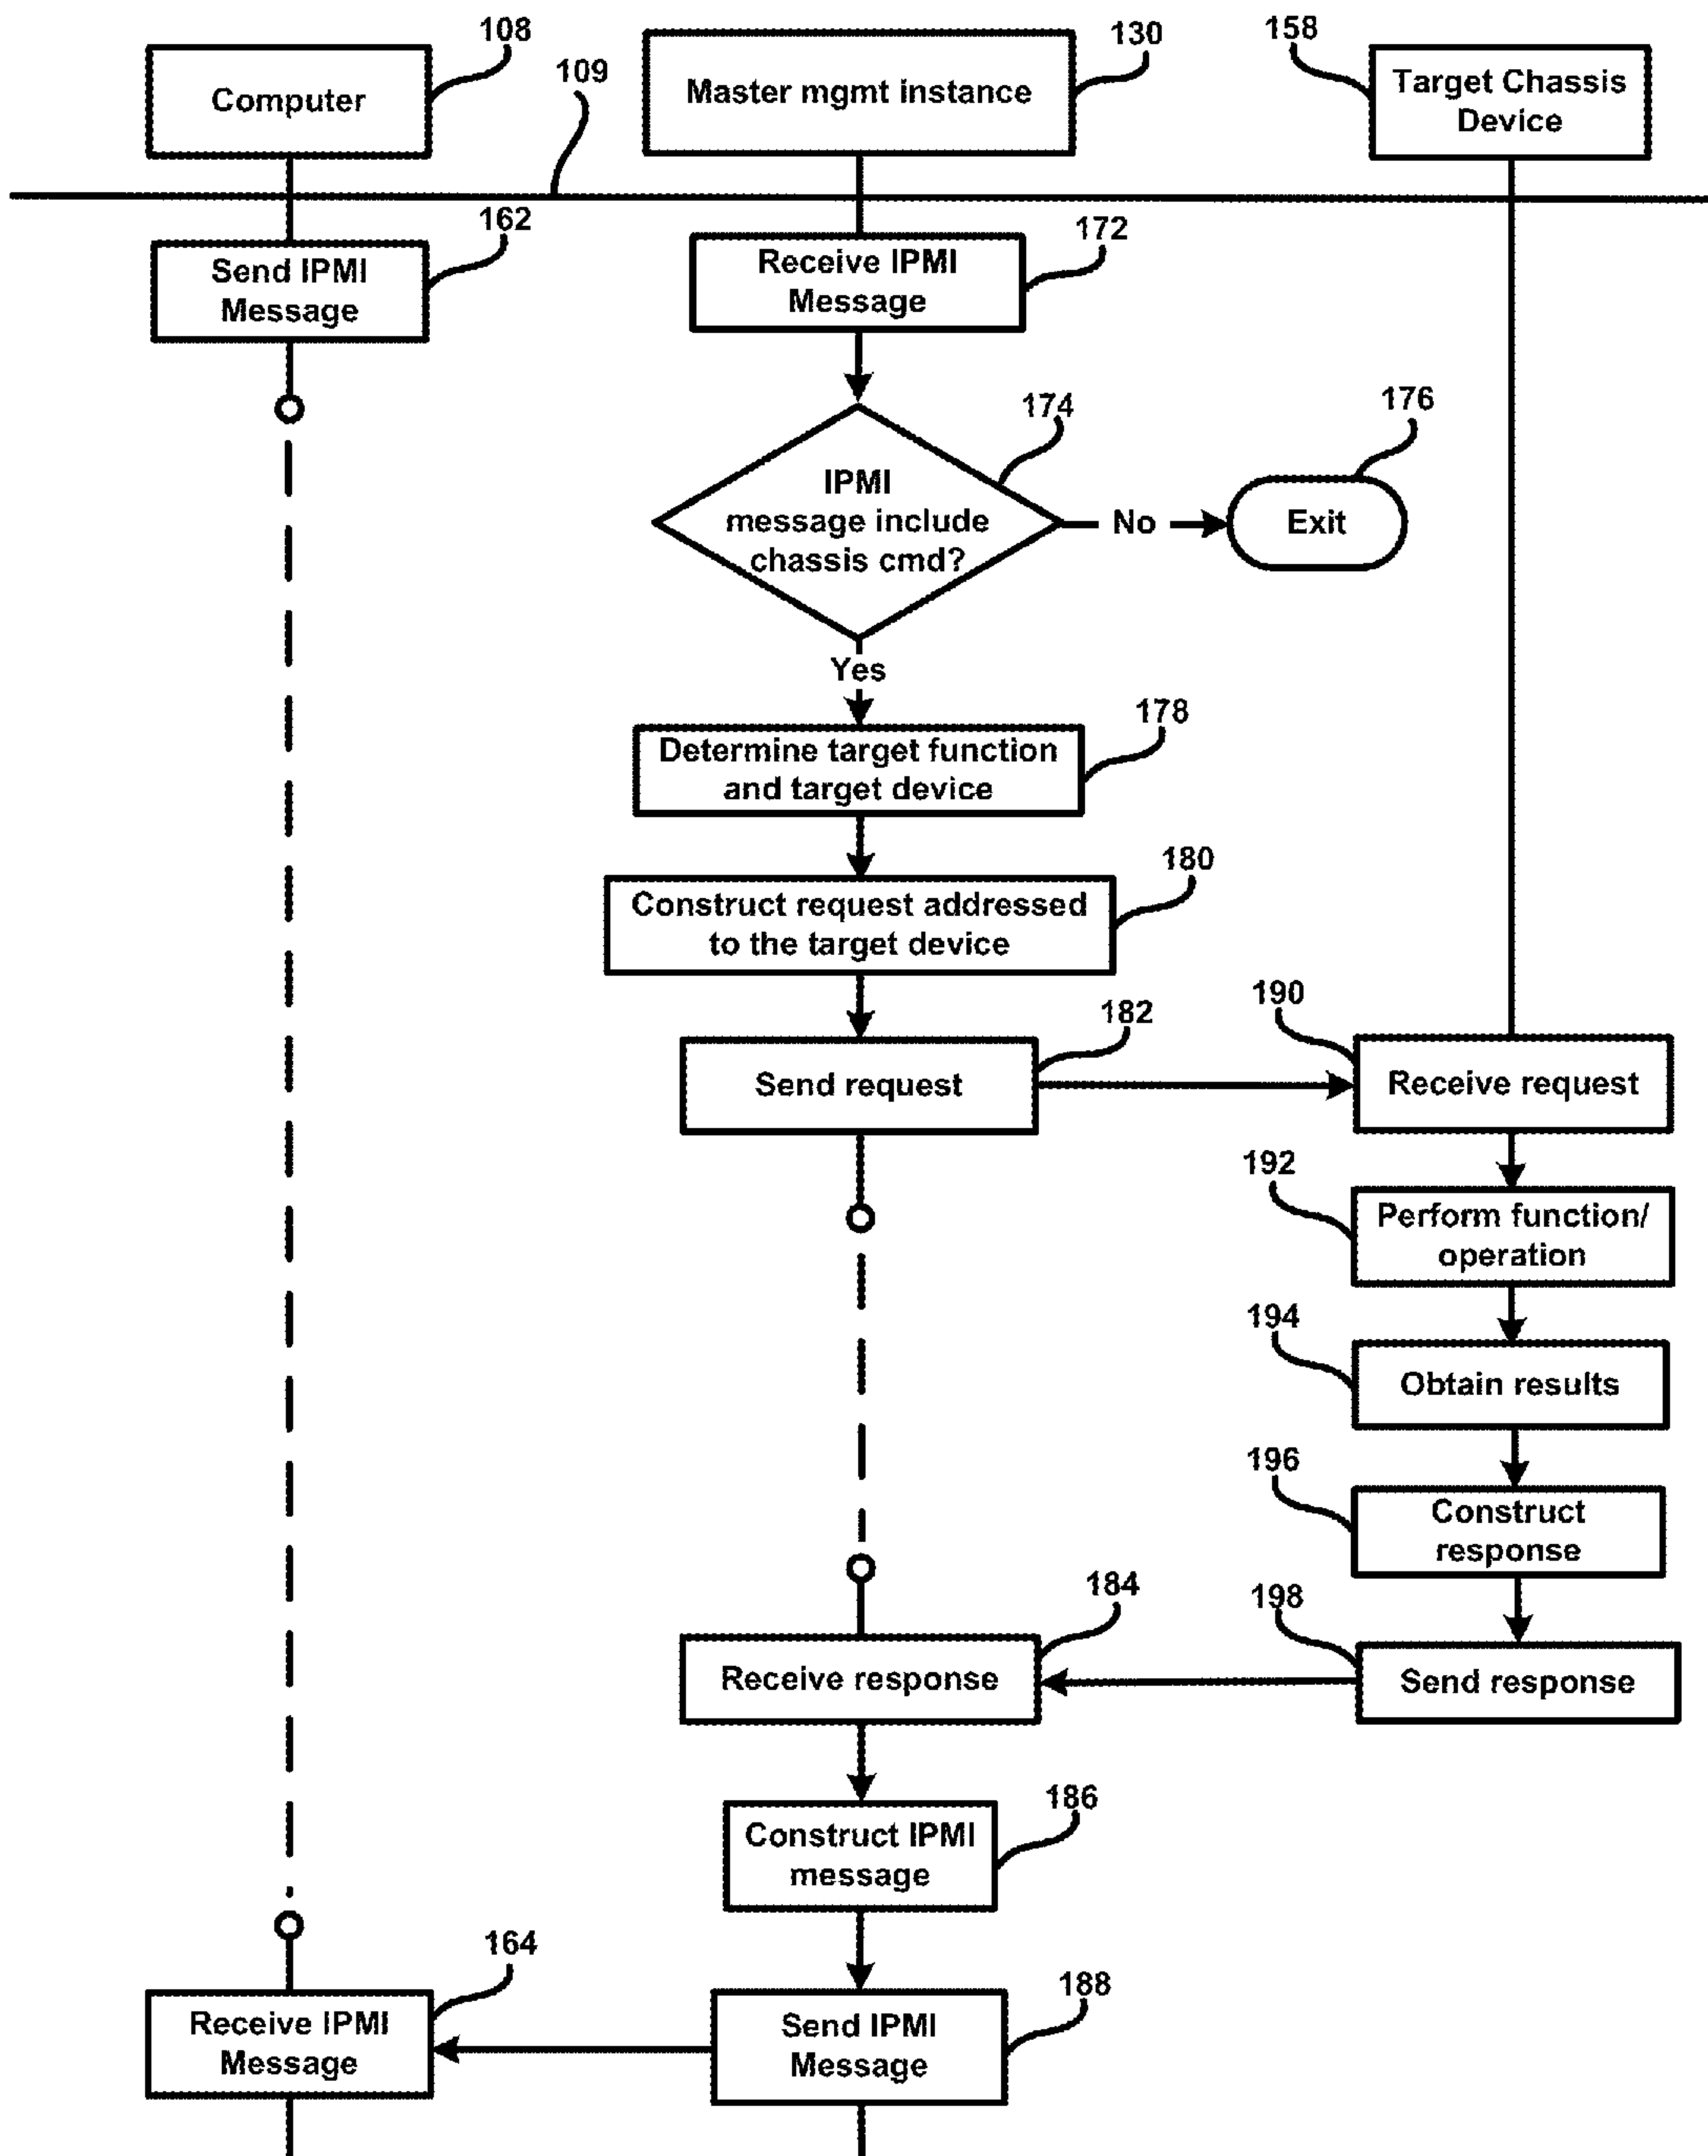 108
130
158
109
Computer
Master mgmt instance
Target Chassis
Device
162
172
Send IPMI
Message
Receive IPMI
Message
174
176
IPMI
message include
chassis cmd?
No
Exit
Yes
178
Determine target function
and target device
180
Construct request addressed
to the target device
182
190
Send request
Receive request
192
Perform function/
operation
194
Obtain results
196
Construct
response
184
198
Receive response
Send response
186
Construct IPMI
message
164
188
Receive IPMI
Message
Send IPMI
Message